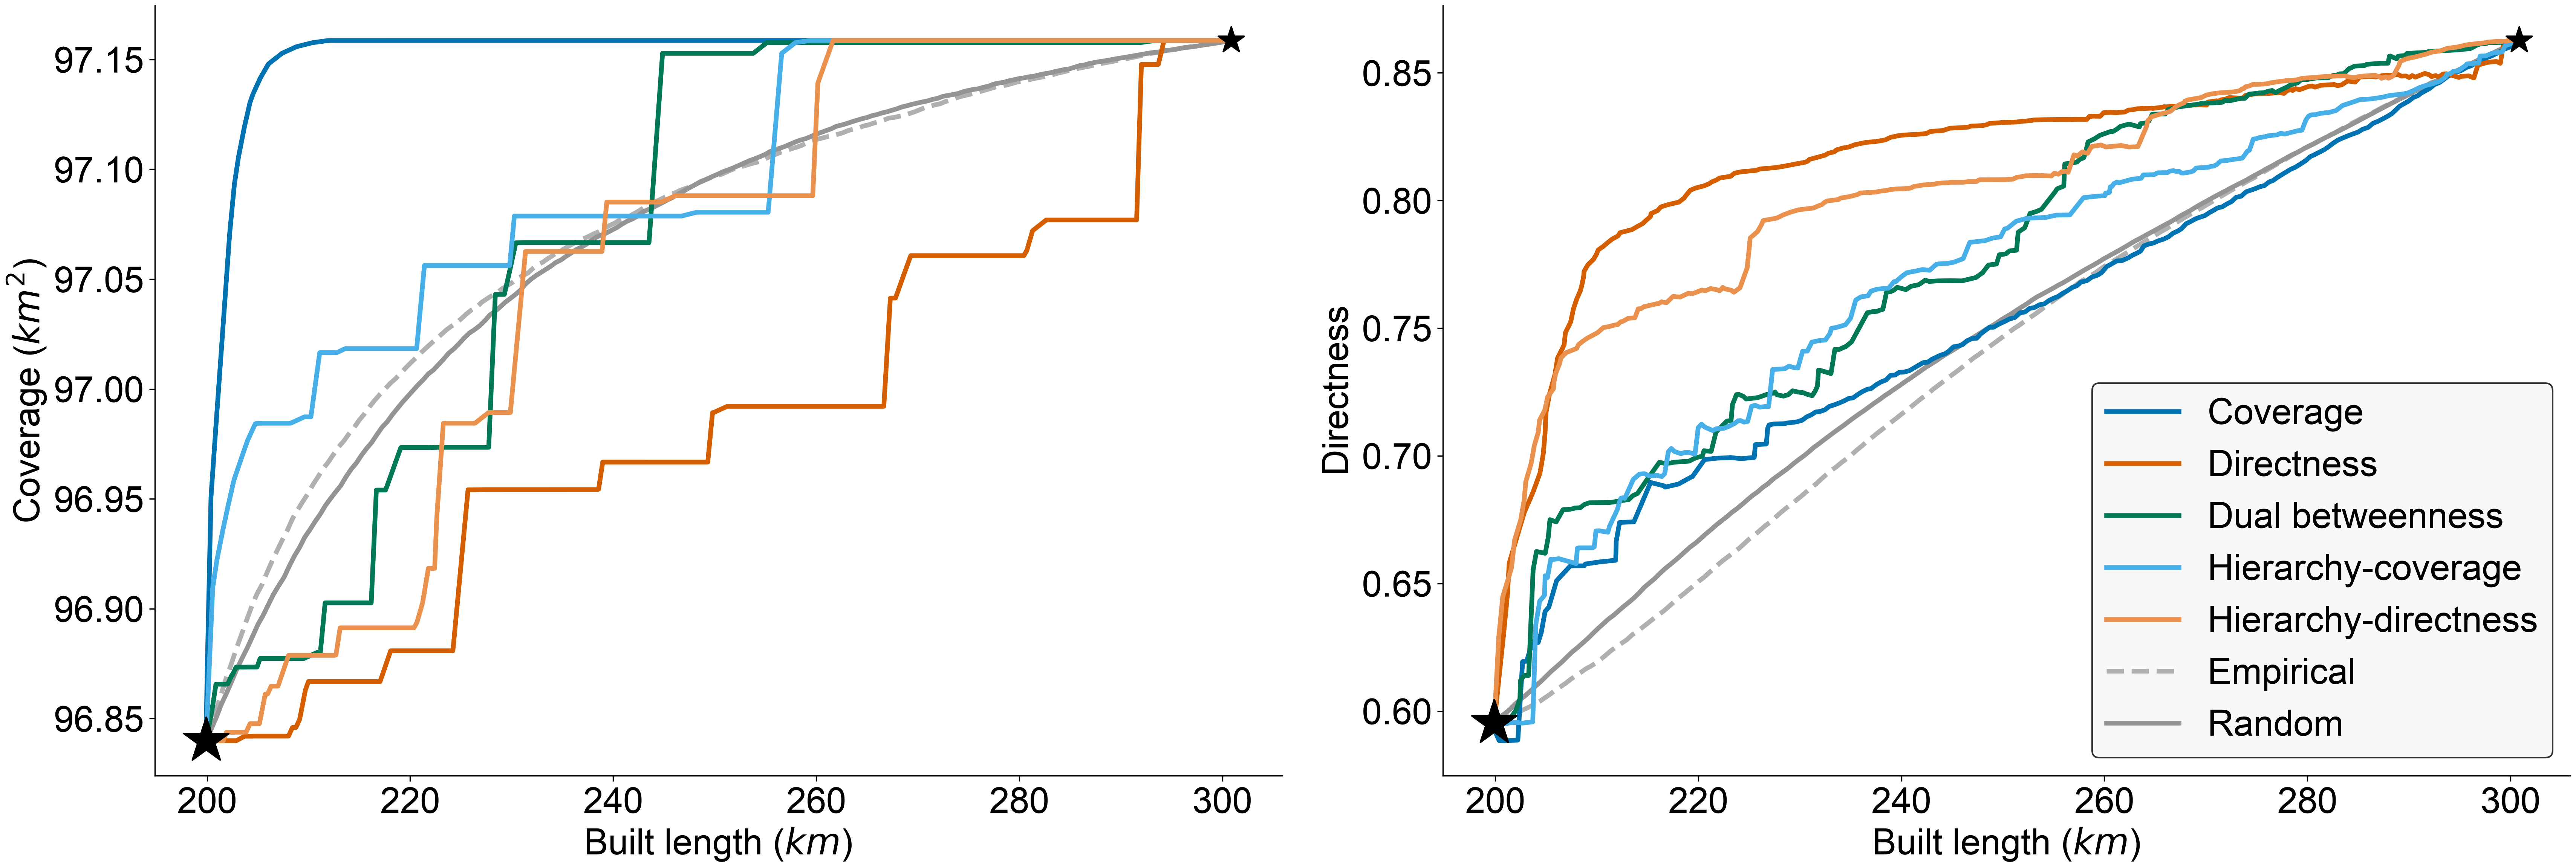 97.15
97.10
97.05
97.00
96.95
96.90
96.85
Coverage (km²)
200 220 240 260 280 300
Built length (km)
0.85
0.80
0.75
0.70
0.65
0.60
Directness
200 220 240 260 280 300
Built length (km)
Coverage
Directness
Dual betweenness
Hierarchy-coverage
Hierarchy-directness
Empirical
Random